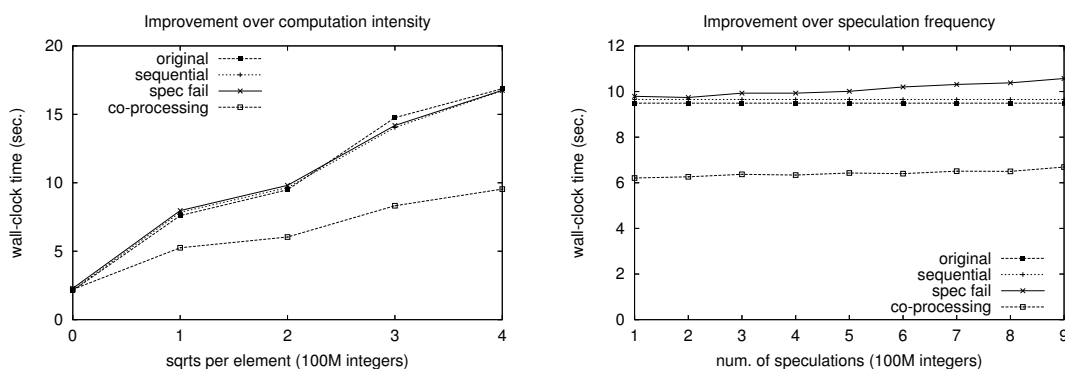 Improvement over computation intensity
20
15
10
5
0
wall-clock time (sec.)
original
sequential
spec fail
co-processing
0 1 2 3 4
sqrts per element (100M integers)
Improvement over speculation frequency
12
10
8
6
4
2
0
wall-clock time (sec.)
original
sequential
spec fail
co-processing
1 2 3 4 5 6 7 8 9
num. of speculations (100M integers)